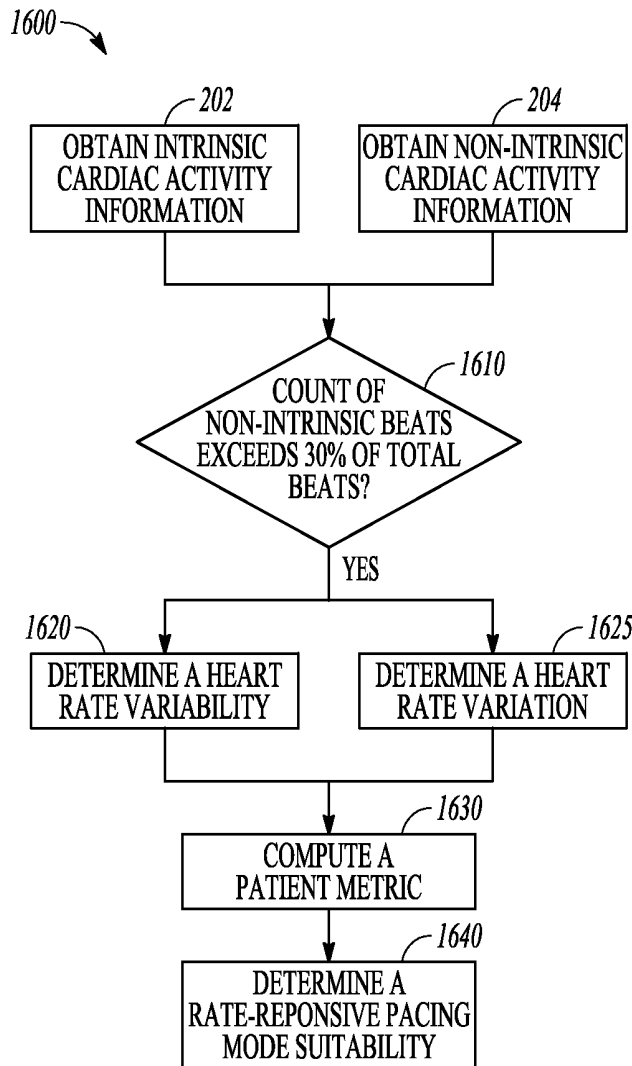 1600
202
204
OBTAIN INTRINSIC
CARDIAC ACTIVITY
INFORMATION
OBTAIN NON-INTRINSIC
CARDIAC ACTIVITY
INFORMATION
1610
COUNT OF
NON-INTRINSIC BEATS
EXCEEDS 30% OF TOTAL
BEATS?
YES
1620
1625
DETERMINE A HEART
RATE VARIABILITY
DETERMINE A HEART
RATE VARIATION
1630
COMPUTE A
PATIENT METRIC
1640
DETERMINE A
RATE-REPONSIVE PACING
MODE SUITABILITY